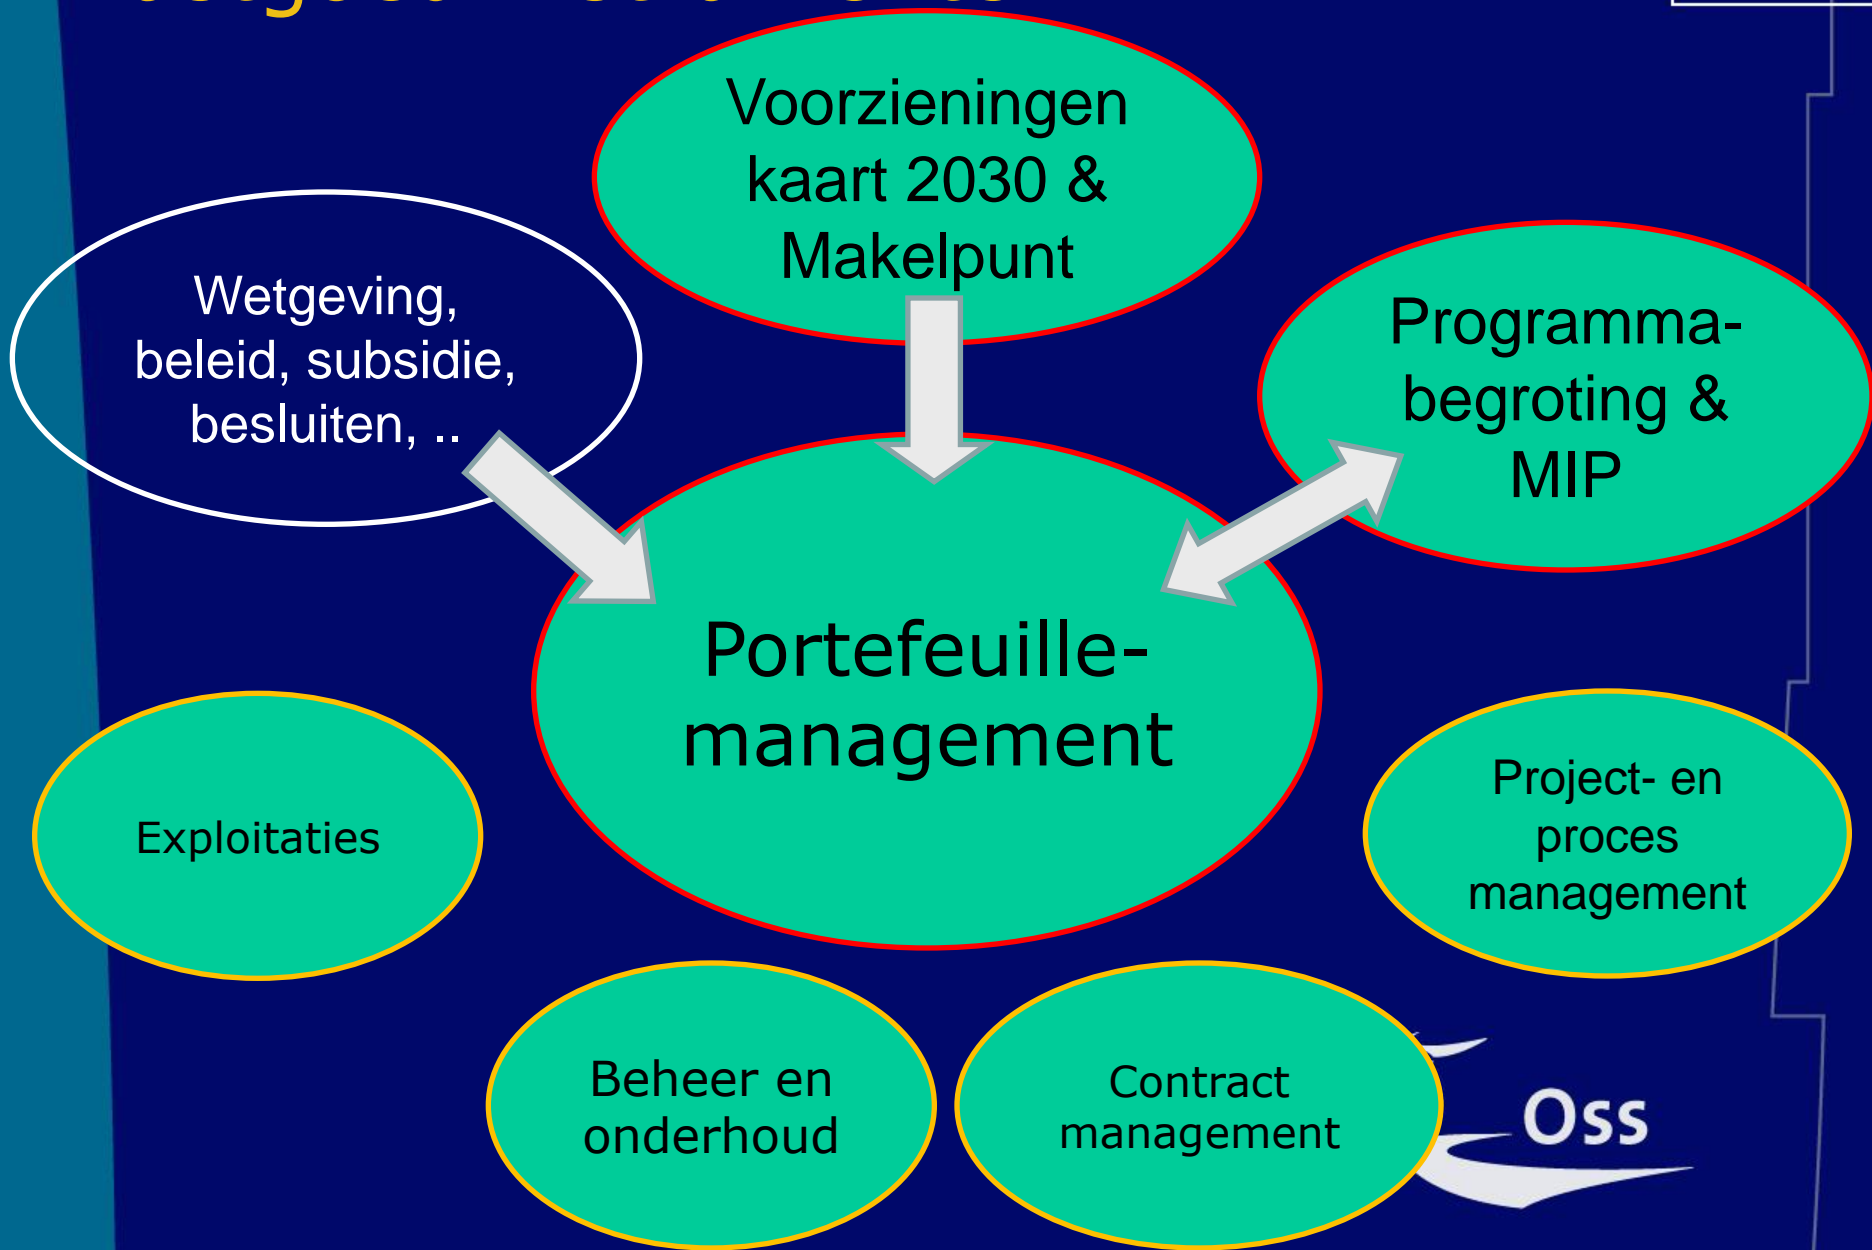 Voorzieningen
kaart 2030 &
Makelpunt
Wetgeving,
beleid, subsidie,
besluiten, ..
Programma-
begroting &
MIP
Portefeuille-
management
Exploitaties
Project- en
proces
management
Beheer en
onderhoud
Contract
management
Oss